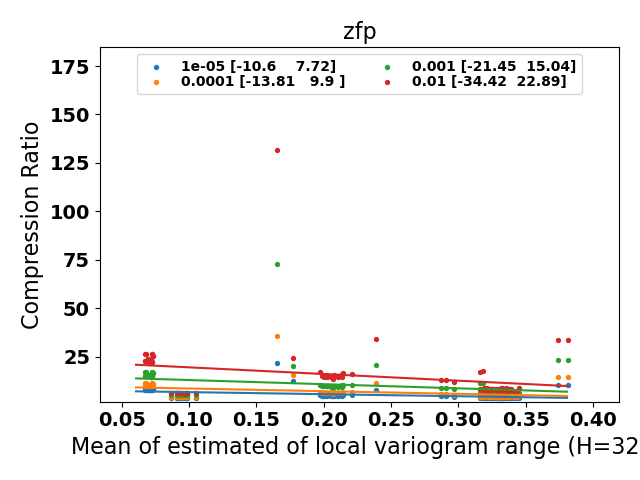 zfp
1e-05 [-10.6    7.72]
0.0001 [-13.81   9.9 ]
0.001 [-21.45  15.04]
0.01 [-34.42  22.89]
Compression Ratio
175
150
125
100
75
50
25
0.05 0.10 0.15 0.20 0.25 0.30 0.35 0.40
Mean of estimated of local variogram range (H=32